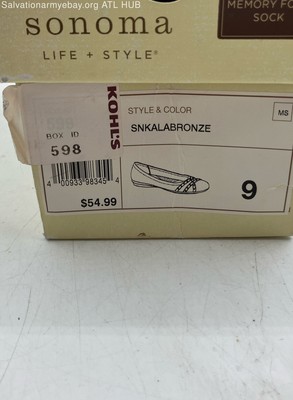 Salvationarmyebay.org ATL HUB
sonoma
LIFE + STYLE®
MEMORY FO
SOCK
KOHL'S
STYLE & COLOR
MS
SNKALABRONZE
BOX ID
598
4 00933 98345 4
$54.99
9